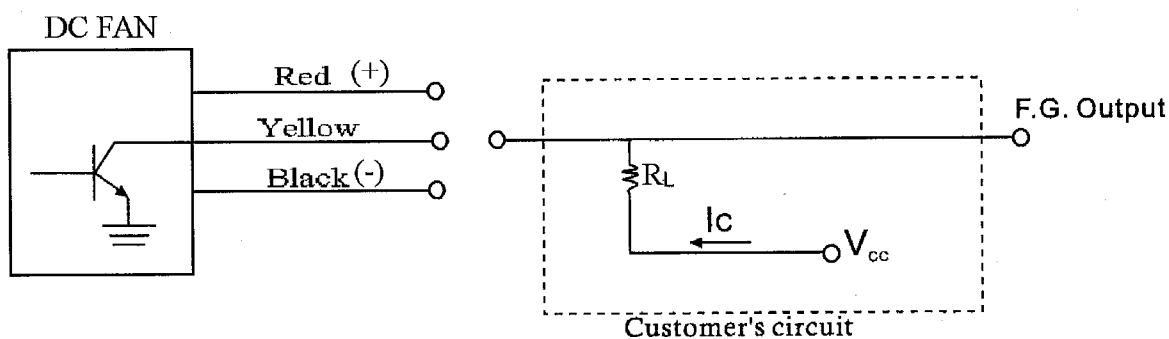 DC FAN
Red (+)
Yellow
Black (-)
F.G. Output
RL
Ic
Vcc
Customer's circuit